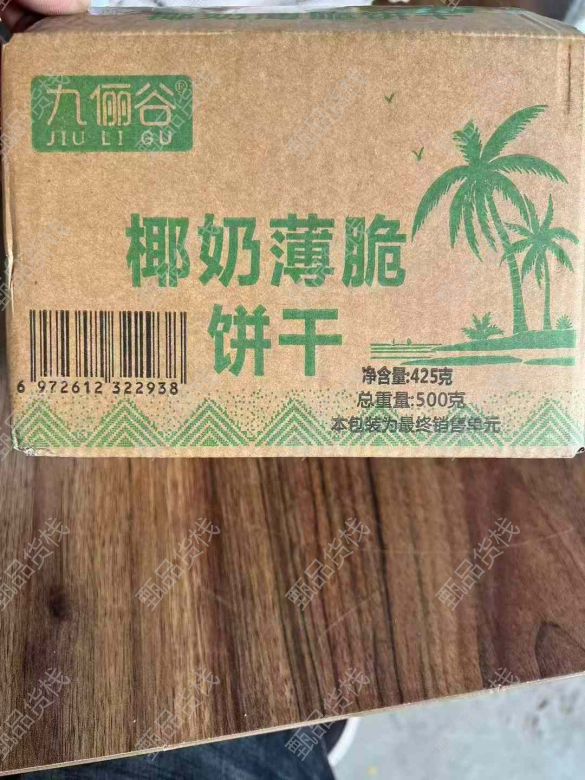 九俪谷®
JIU LI GU
椰奶薄脆
饼干
6 972612 322938
净含量:425克
总重量:500克
本包装为最终销售单元
甄品货栈